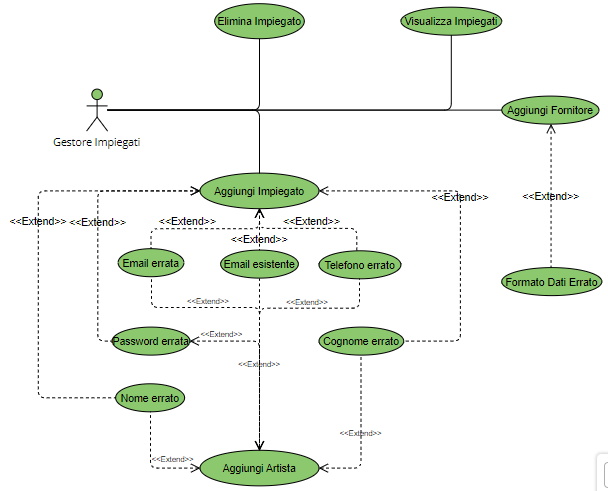 Elimina Impiegato
Visualizza Impiegati
Aggiungi Fornitore
Gestore Impiegati
Aggiungi Impiegato
<<Extend>>
<<Extend>>
<<Extend>>
<<Extend>>
<<Extend>>
<<Extend>>
<<Extend>>
Email errata
Email esistente
Telefono errato
Formato Dati Errato
<<Extend>>
<<Extend>>
Password errata
<<Extend>>
Cognome errato
<<Extend>>
Nome errato
<<Extend>>
<<Extend>>
Aggiungi Artista